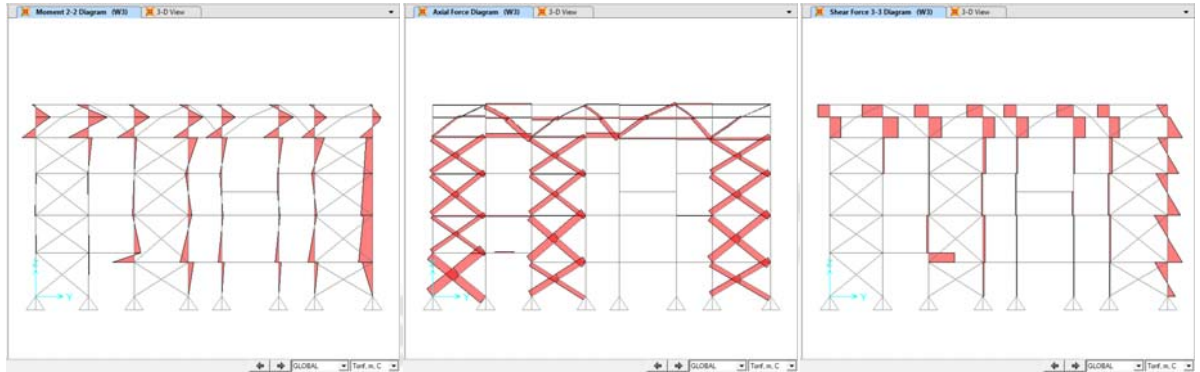 Moment 2-2 Diagram (W3)
3-D View
Axial Force Diagram (W3)
3-D View
Shear Force 3-3 Diagram (W3)
3-D View
Z
Y
Z
Y
Z
Y
GLOBAL
Tonf, m, C
GLOBAL
Tonf, m, C
GLOBAL
Tonf, m, C